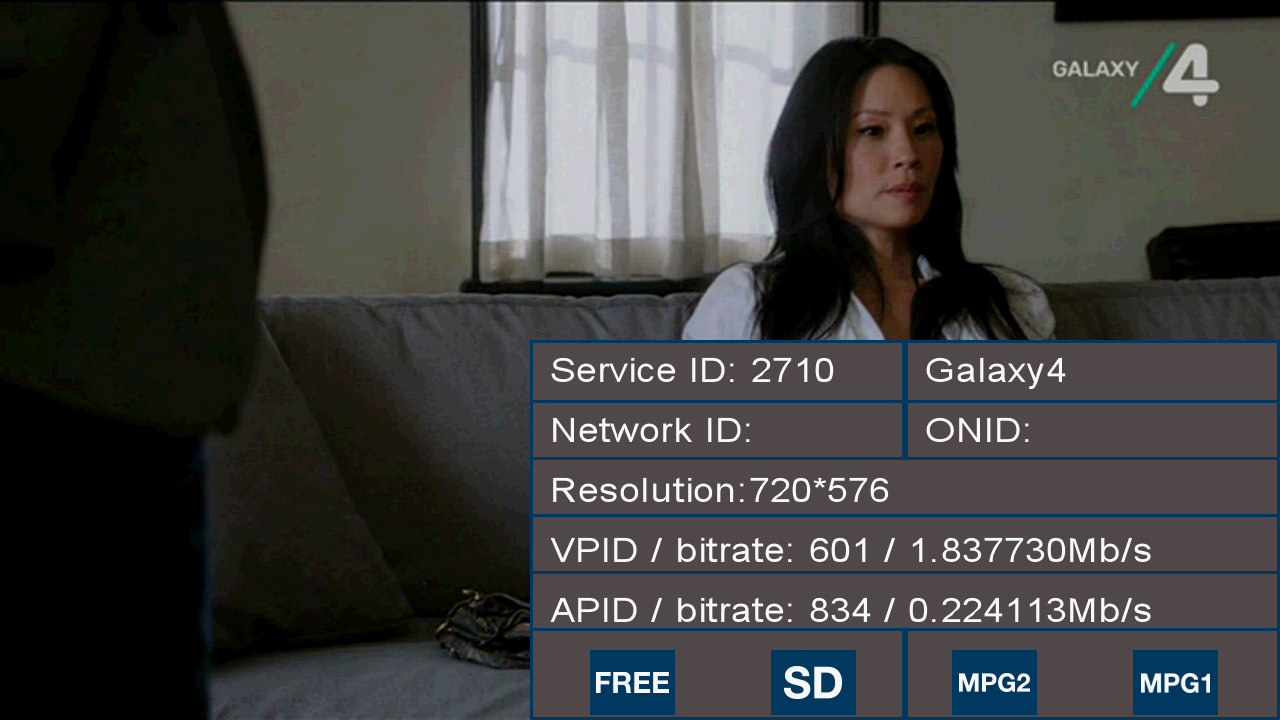 GALAXY 4
Service ID: 2710
Galaxy4
Network ID:
ONID:
Resolution:720*576
VPID / bitrate: 601 / 1.837730Mb/s
APID / bitrate: 834 / 0.224113Mb/s
FREE
SD
MPG2
MPG1